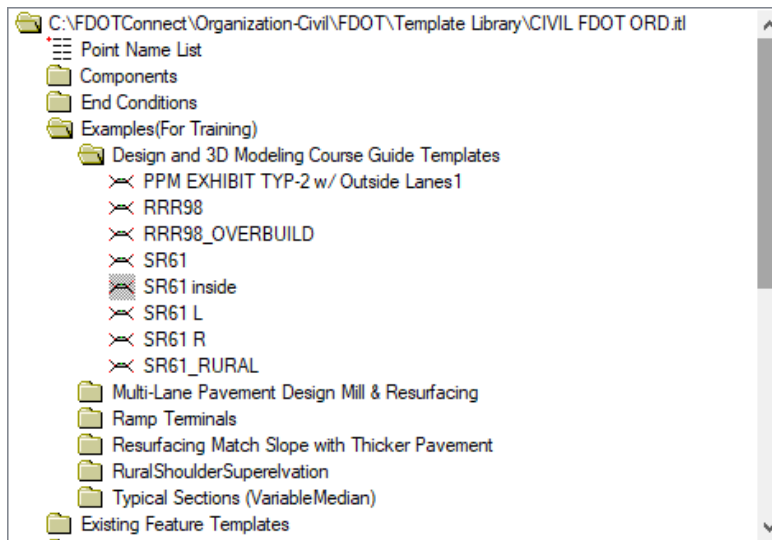 C:\FDOTConnect\Organization-Civil\FDOT\Template Library\CIVIL FDOT ORD.itl
Point Name List
Components
End Conditions
Examples(For Training)
Design and 3D Modeling Course Guide Templates
PPM EXHIBIT TYP-2 w/ Outside Lanes1
RRR98
RRR98_OVERBUILD
SR61
SR61 inside
SR61 L
SR61 R
SR61_RURAL
Multi-Lane Pavement Design Mill & Resurfacing
Ramp Terminals
Resurfacing Match Slope with Thicker Pavement
RuralShoulderSuperelvation
Typical Sections (VariableMedian)
Existing Feature Templates